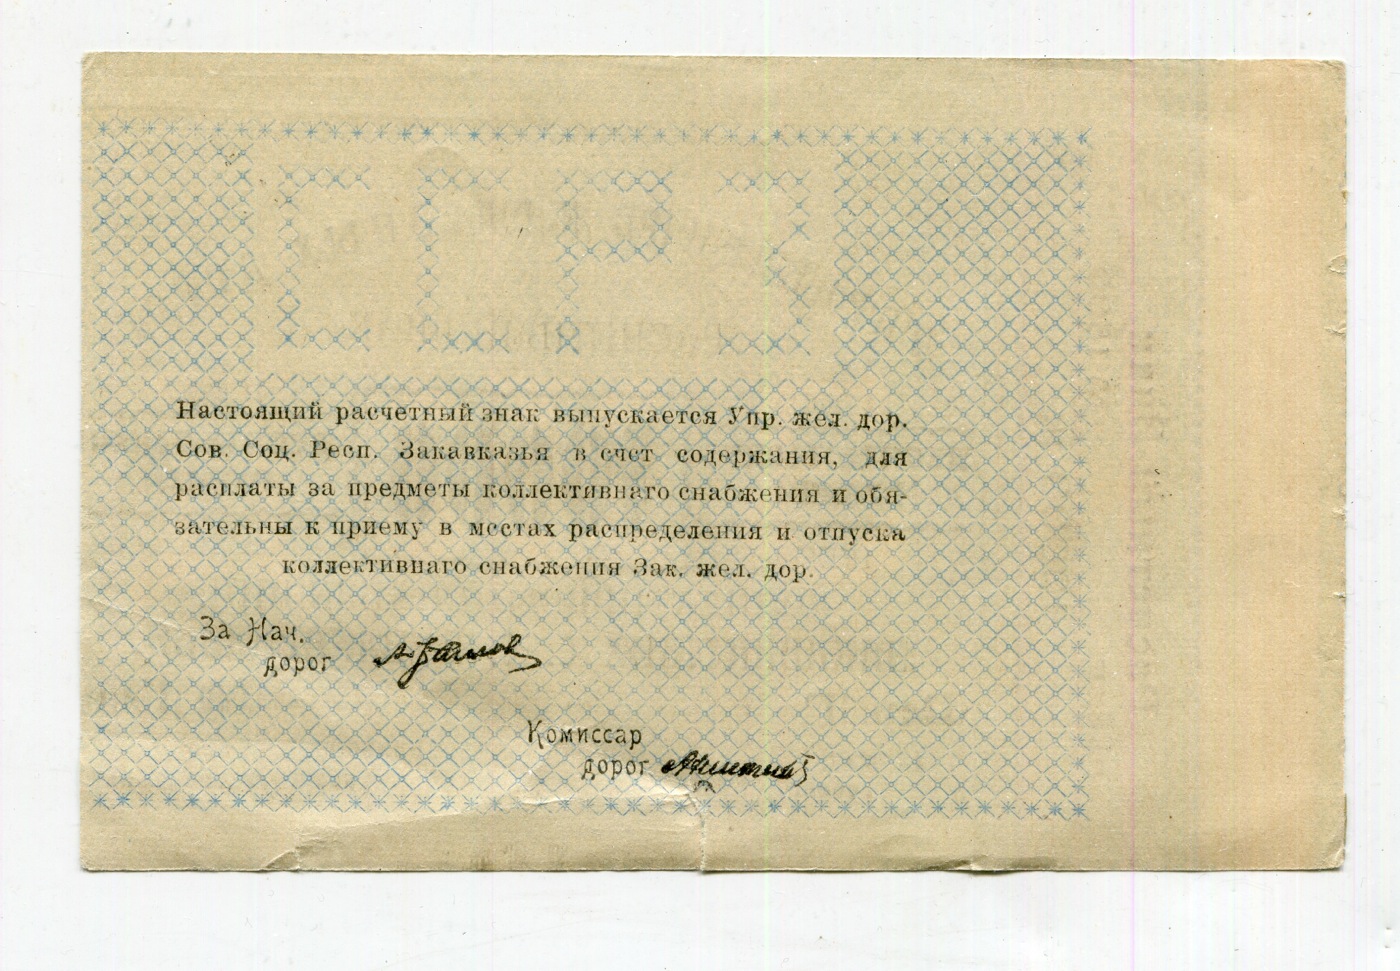 Настоящий расчетный знак выпускается Упр. жел. дор.
Сов. Соц. Респ. Закавказья в счет содержания, для
расплаты за предметы коллективнаго снабжения и обя-
зательны к приему в местах распределения и отпуска
коллективнаго снабжения Зак. жел. дор.
За Нач.
дорог
Комиссар
дорог